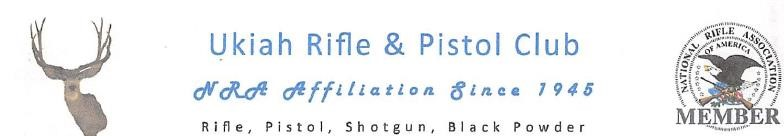 Ukiah Rifle & Pistol Club
NRA Affiliation Since 1945
Rifle, Pistol, Shotgun, Black Powder
NATIONAL RIFLE ASSOCIATION
OF AMERICA
MEMBER